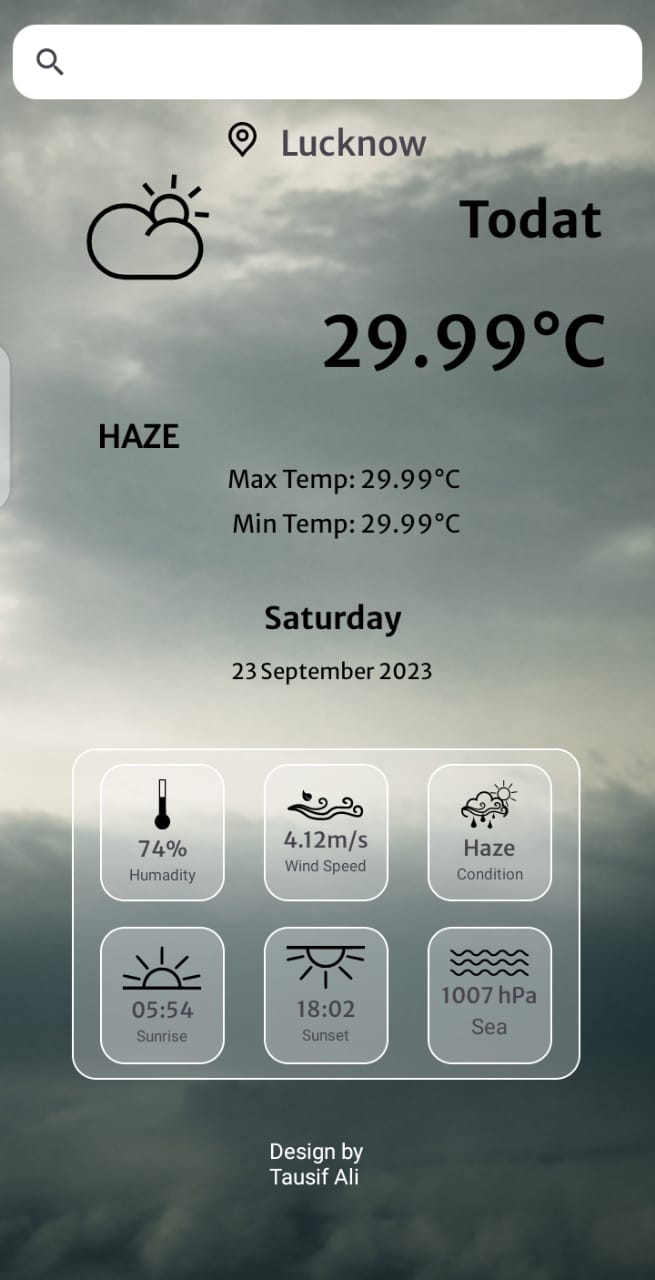 Lucknow
Todat
29.99°C
HAZE
Max Temp: 29.99°C
Min Temp: 29.99°C
Saturday
23 September 2023
74%
Humadity
4.12m/s
Wind Speed
Haze
Condition
05:54
Sunrise
18:02
Sunset
1007 hPa
Sea
Design by
Tausif Ali